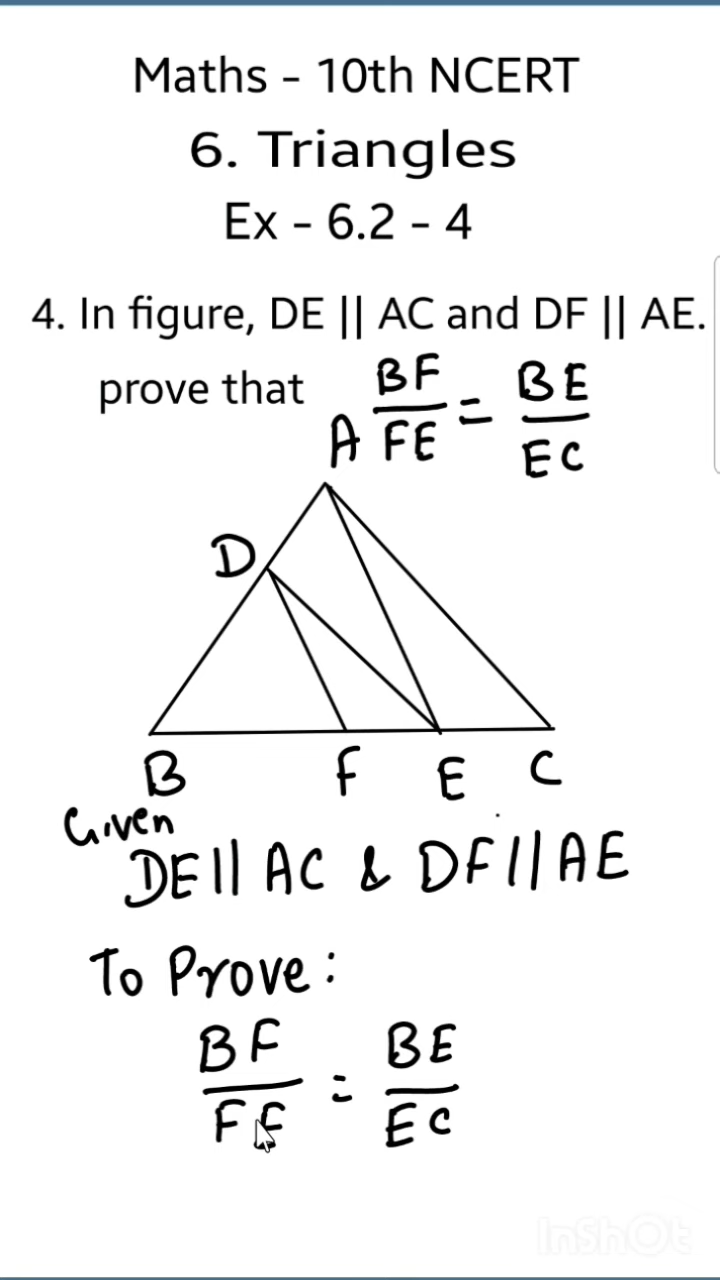 Maths - 10th NCERT
6. Triangles
Ex - 6.2 - 4
4. In figure, DE || AC and DF || AE.
prove that BF/FE = BE/EC
A
D
B F E C
Given
DE || AC & DF || AE
To Prove:
BF/FE = BE/EC
InShOt